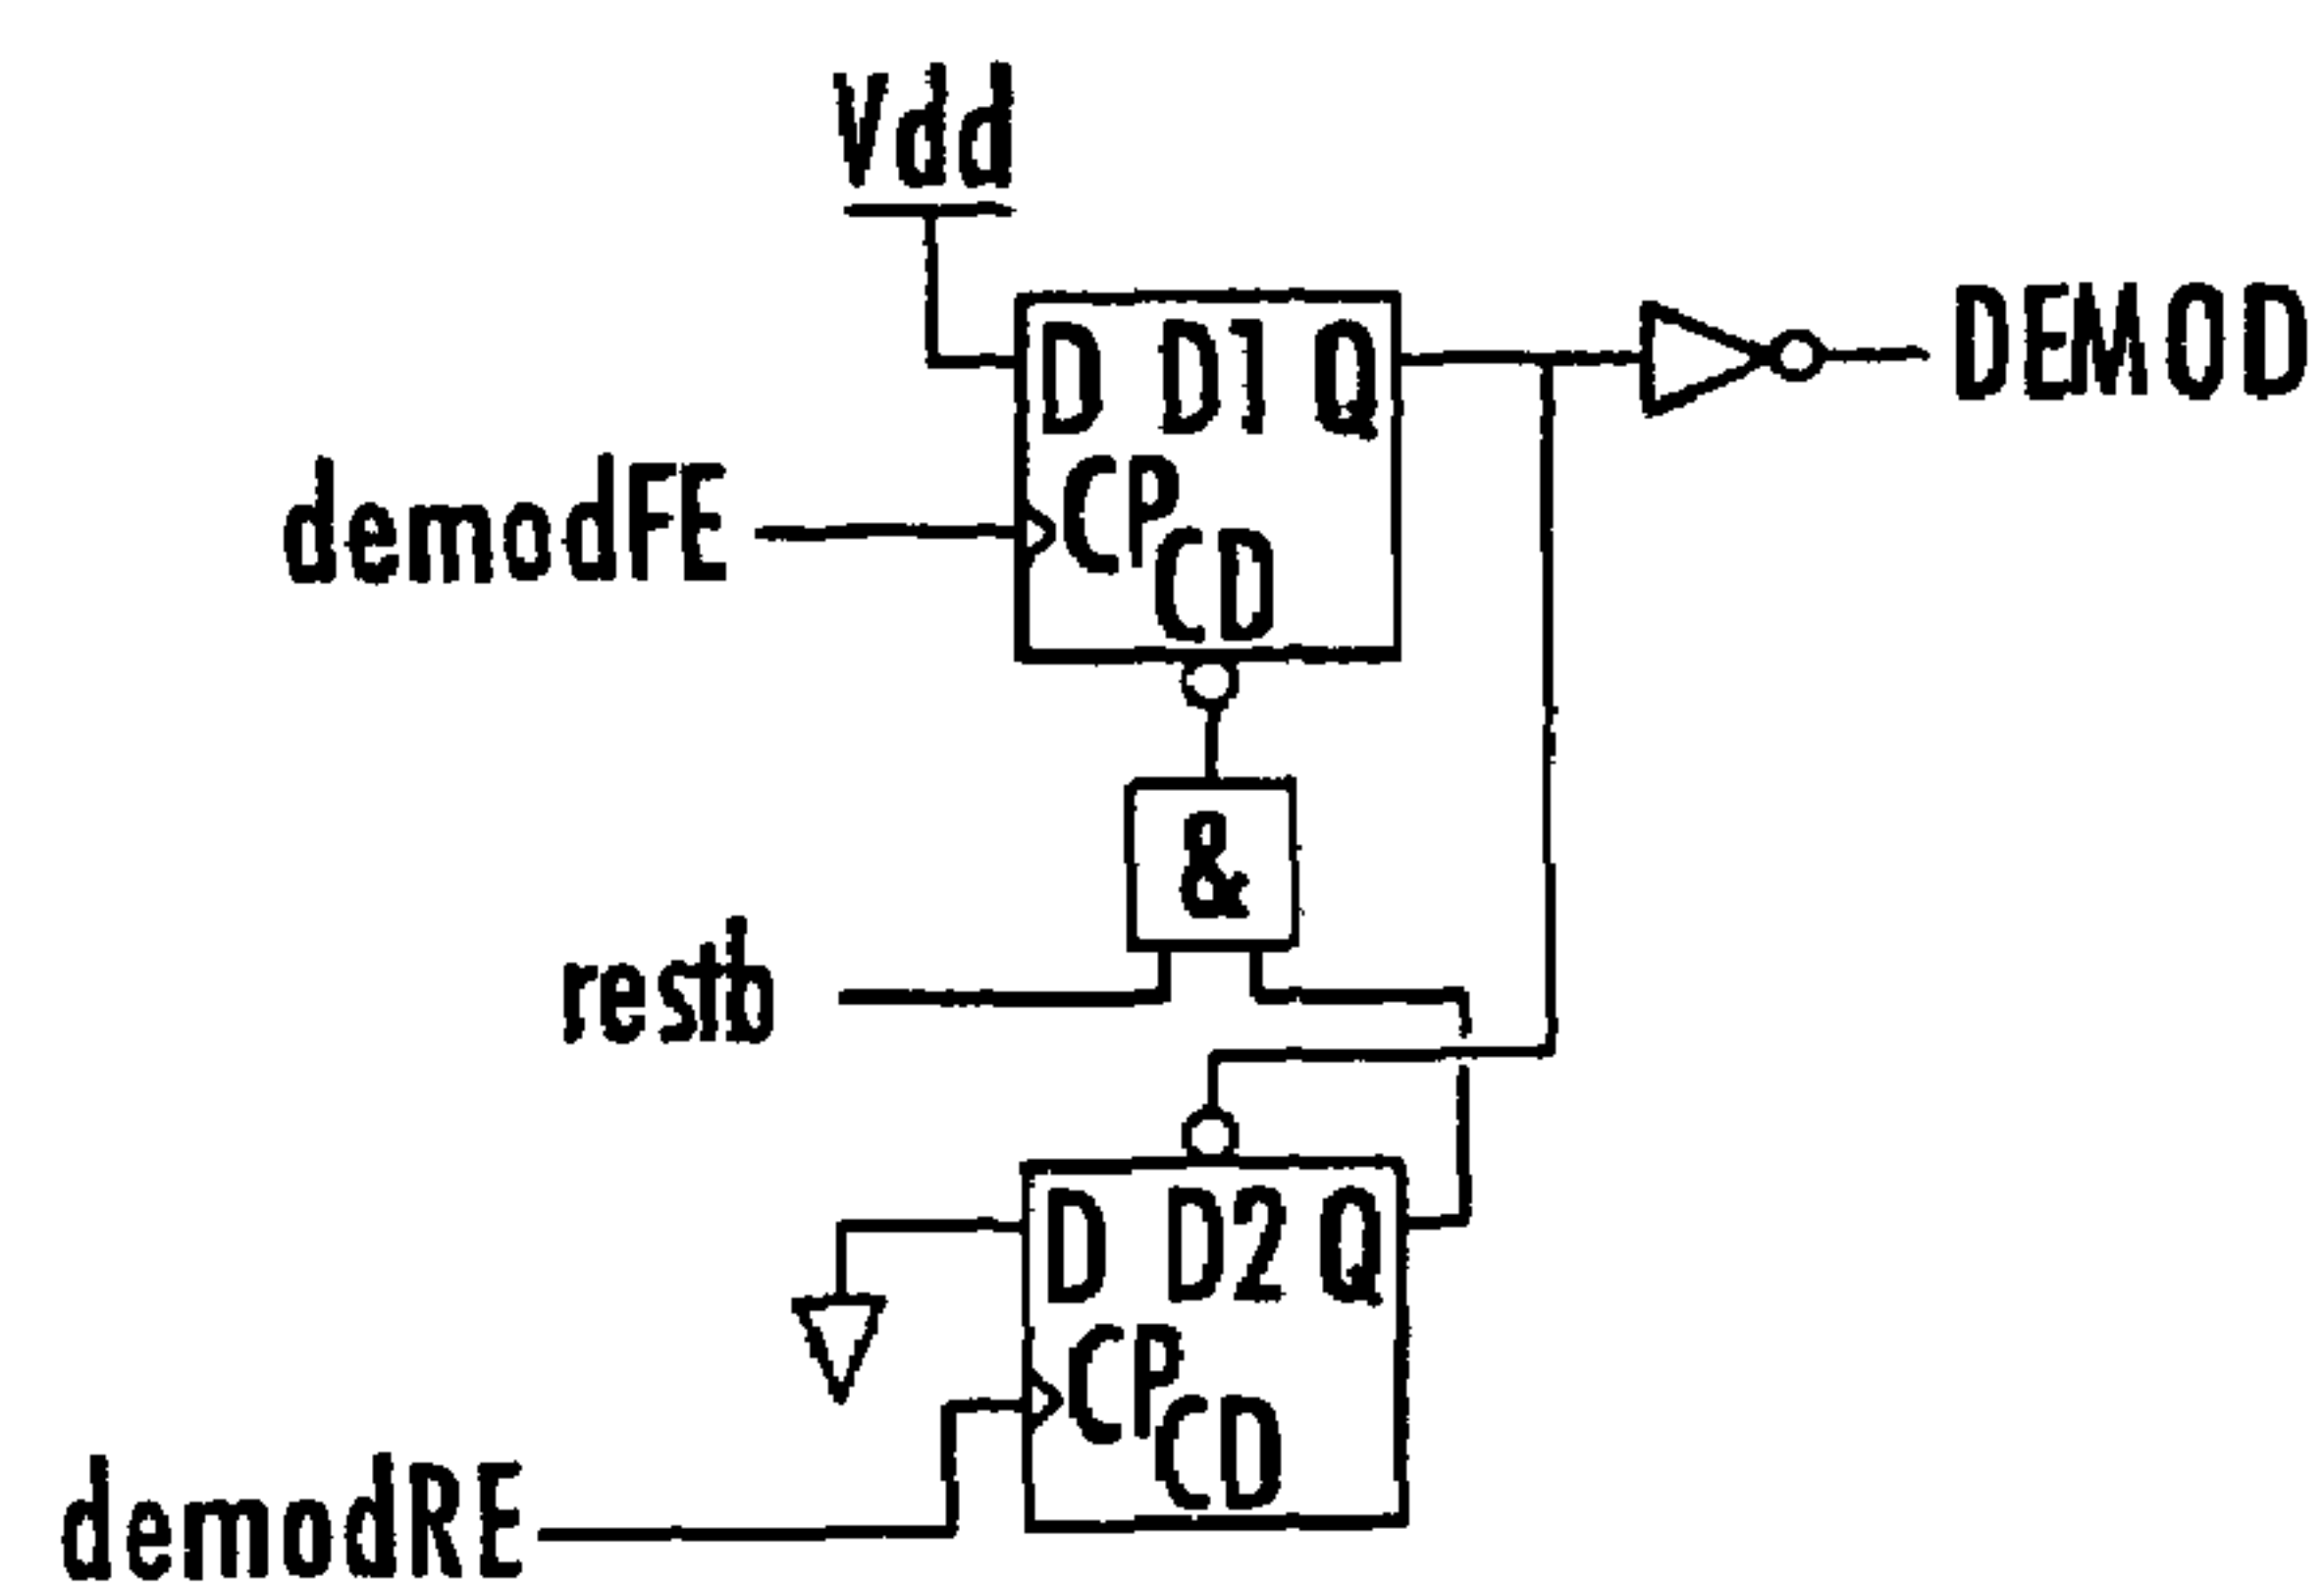 Vdd
D D1 Q
DEMOD
demodFE
CP
CD
&
restb
D D2 Q
CP
CD
demodRE